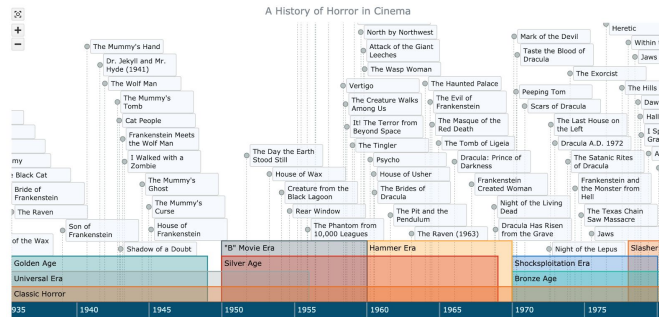 A History of Horror in Cinema
+
−
The Mummy's Hand
Dr. Jekyll and Mr.
Hyde (1941)
The Wolf Man
The Mummy's
Tomb
Cat People
Frankenstein Meets
the Wolf Man
I Walked with a
Zombie
The Mummy's
Ghost
The Mummy's
Curse
House of
Frankenstein
Shadow of a Doubt
my
e Black Cat
Bride of
Frankenstein
The Raven
Son of
Frankenstein
of the Wax
The Day the Earth
Stood Still
House of Wax
Creature from the
Black Lagoon
Rear Window
The Phantom from
10,000 Leagues
North by Northwest
Attack of the Giant
Leeches
The Wasp Woman
Vertigo
The Creature Walks
Among Us
It! The Terror from
Beyond Space
The Tingler
Psycho
House of Usher
The Brides of
Dracula
The Pit and the
Pendulum
The Raven (1963)
The Haunted Palace
The Evil of
Frankenstein
The Masque of the
Red Death
The Tomb of Ligeia
Dracula: Prince of
Darkness
Frankenstein
Created Woman
Night of the Living
Dead
Dracula Has Risen
from the Grave
Mark of the Devil
Taste the Blood of
Dracula
Peeping Tom
Scars of Dracula
The Exorcist
The Last House on
the Left
Dracula A.D. 1972
The Satanic Rites
of Dracula
Frankenstein and
the Monster from
Hell
The Texas Chain
Saw Massacre
Jaws
Night of the Lepus
Heretic
Within
Jaws
The Hills
Daw
Hall
I Sp
Gra
A
"B" Movie Era
Hammer Era
Slasher
Golden Age
Silver Age
Shocksploitation Era
Universal Era
Bronze Age
Classic Horror
935 1940 1945 1950 1955 1960 1965 1970 1975